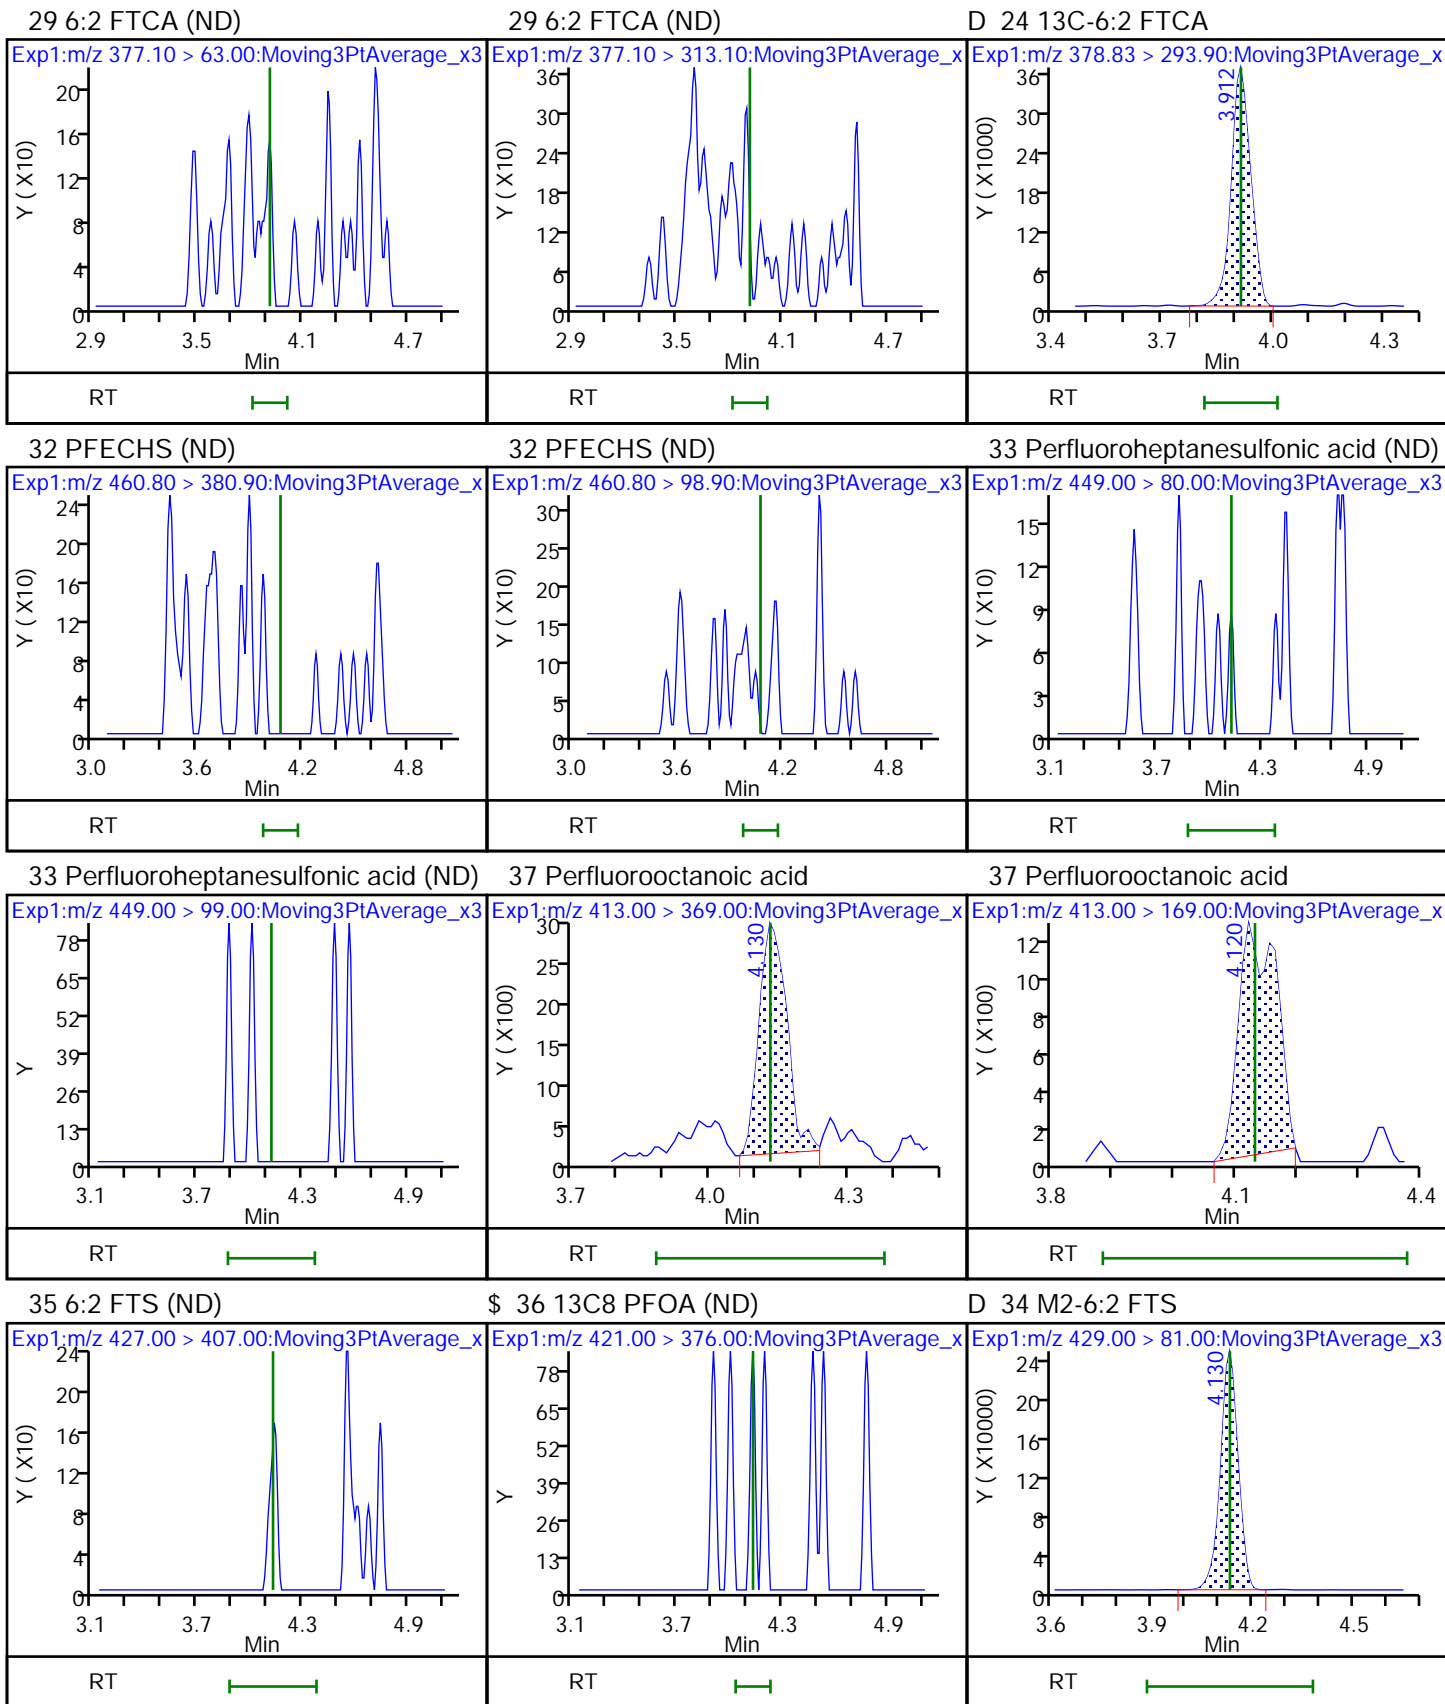 29 6:2 FTCA (ND)
29 6:2 FTCA (ND)
D 24 13C-6:2 FTCA
Exp1:m/z 377.10 > 63.00:Moving3PtAverage_x3
Exp1:m/z 377.10 > 313.10:Moving3PtAverage_x
Exp1:m/z 378.83 > 293.90:Moving3PtAverage_x
Y ( X10)
20
16
12
8
4
0
2.9 3.5 4.1 4.7
Min
Y ( X10)
36
30
24
18
12
6
0
2.9 3.5 4.1 4.7
Min
Y ( X1000)
3.912
36
30
24
18
12
6
0
3.4 3.7 4.0 4.3
Min
RT
RT
RT
32 PFECHS (ND)
32 PFECHS (ND)
33 Perfluoroheptanesulfonic acid (ND)
Exp1:m/z 460.80 > 380.90:Moving3PtAverage_x
Exp1:m/z 460.80 > 98.90:Moving3PtAverage_x3
Exp1:m/z 449.00 > 80.00:Moving3PtAverage_x3
Y ( X10)
24
20
16
12
8
4
0
3.0 3.6 4.2 4.8
Min
Y ( X10)
30
25
20
15
10
5
0
3.0 3.6 4.2 4.8
Min
Y ( X10)
15
12
9
6
3
0
3.1 3.7 4.3 4.9
Min
RT
RT
RT
33 Perfluoroheptanesulfonic acid (ND)
37 Perfluorooctanoic acid
37 Perfluorooctanoic acid
Exp1:m/z 449.00 > 99.00:Moving3PtAverage_x3
Exp1:m/z 413.00 > 369.00:Moving3PtAverage_x
Exp1:m/z 413.00 > 169.00:Moving3PtAverage_x
Y
78
65
52
39
26
13
0
3.1 3.7 4.3 4.9
Min
Y ( X100)
4.130
30
25
20
15
10
5
0
3.7 4.0 4.3
Min
Y ( X100)
4.120
12
10
8
6
4
2
0
3.8 4.1 4.4
Min
RT
RT
RT
35 6:2 FTS (ND)
$ 36 13C8 PFOA (ND)
D 34 M2-6:2 FTS
Exp1:m/z 427.00 > 407.00:Moving3PtAverage_x
Exp1:m/z 421.00 > 376.00:Moving3PtAverage_x
Exp1:m/z 429.00 > 81.00:Moving3PtAverage_x3
Y ( X10)
24
20
16
12
8
4
0
3.1 3.7 4.3 4.9
Min
Y
78
65
52
39
26
13
0
3.1 3.7 4.3 4.9
Min
Y ( X10000)
4.130
24
20
16
12
8
4
0
3.6 3.9 4.2 4.5
Min
RT
RT
RT